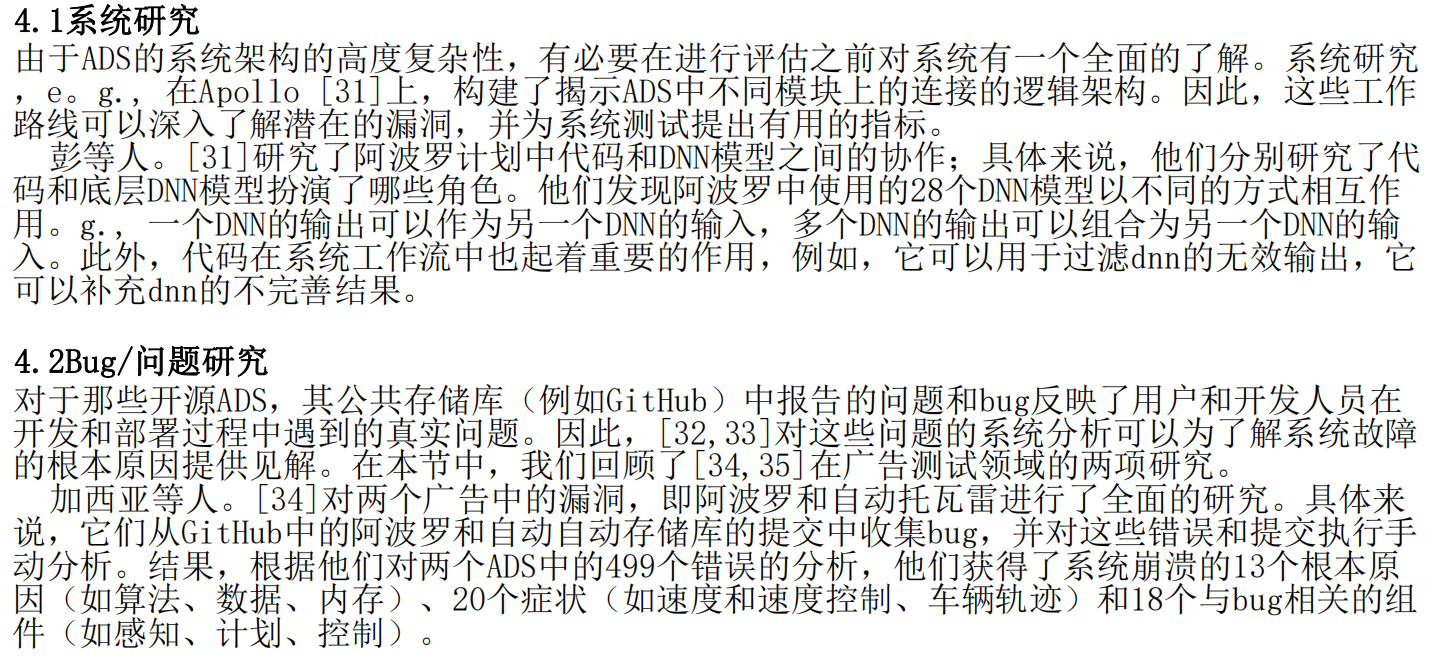 4.1系统研究
由于ADS的系统架构的高度复杂性，有必要在进行评估之前对系统有一个全面的了解。系统研究
，e。g.，在Apollo [31]上，构建了揭示ADS中不同模块上的连接的逻辑架构。因此，这些工作
路线可以深入了解潜在的漏洞，并为系统测试提出有用的指标。
彭等人。[31]研究了阿波罗计划中代码和DNN模型之间的协作；具体来说，他们分别研究了代
码和底层DNN模型扮演了哪些角色。他们发现阿波罗中使用的28个DNN模型以不同的方式相互作
用。g.，一个DNN的输出可以作为另一个DNN的输入，多个DNN的输出可以组合为另一个DNN的输
入。此外，代码在系统工作流中也起着重要的作用，例如，它可以用于过滤dnn的无效输出，它
可以补充dnn的不完善结果。
4.2Bug/问题研究
对于那些开源ADS，其公共存储库（例如GitHub）中报告的问题和bug反映了用户和开发人员在
开发和部署过程中遇到的真实问题。因此，[32,33]对这些问题的系统分析可以为了解系统故障
的根本原因提供见解。在本节中，我们回顾了[34,35]在广告测试领域的两项研究。
加西亚等人。[34]对两个广告中的漏洞，即阿波罗和自动托瓦雷进行了全面的研究。具体来
说，它们从GitHub中的阿波罗和自动自动存储库的提交中收集bug，并对这些错误和提交执行手
动分析。结果，根据他们对两个ADS中的499个错误的分析，他们获得了系统崩溃的13个根本原
因（如算法、数据、内存）、20个症状（如速度和速度控制、车辆轨迹）和18个与bug相关的组
件（如感知、计划、控制）。